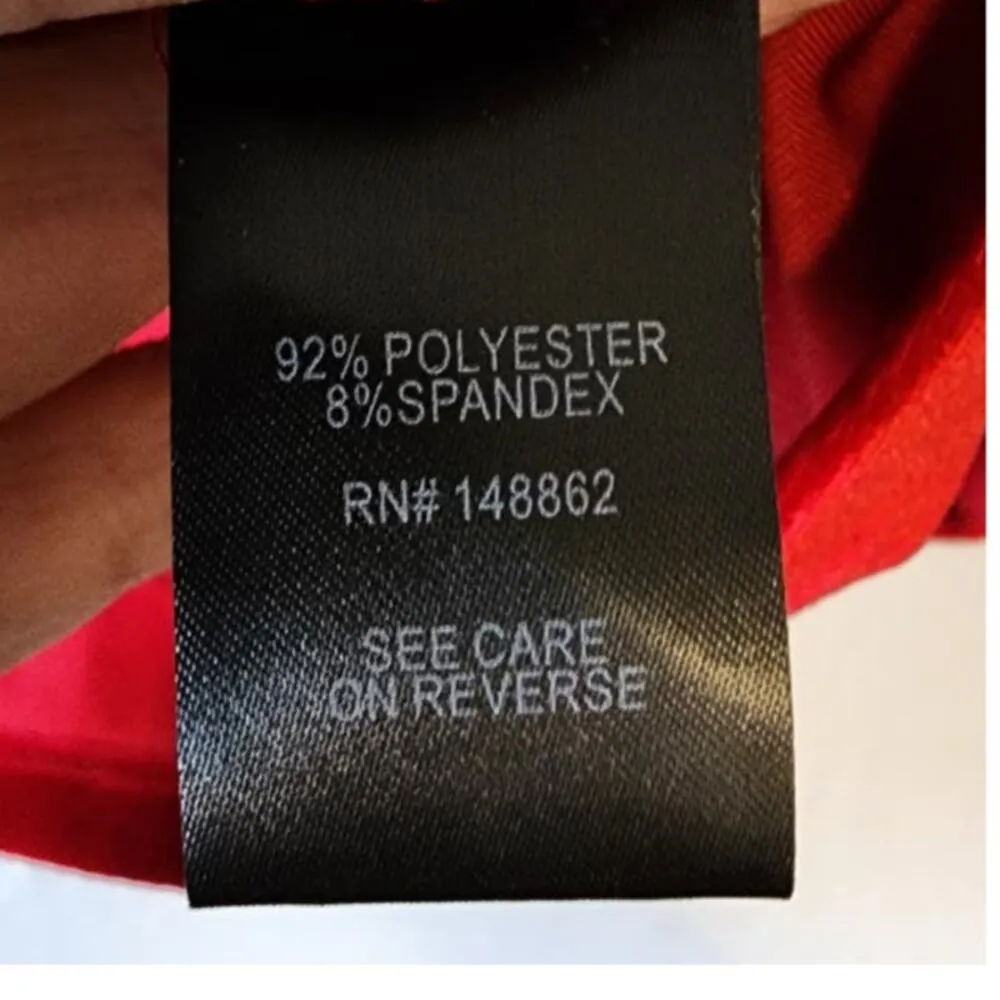 92% POLYESTER
8%SPANDEX
RN# 148862
SEE CARE
ON REVERSE